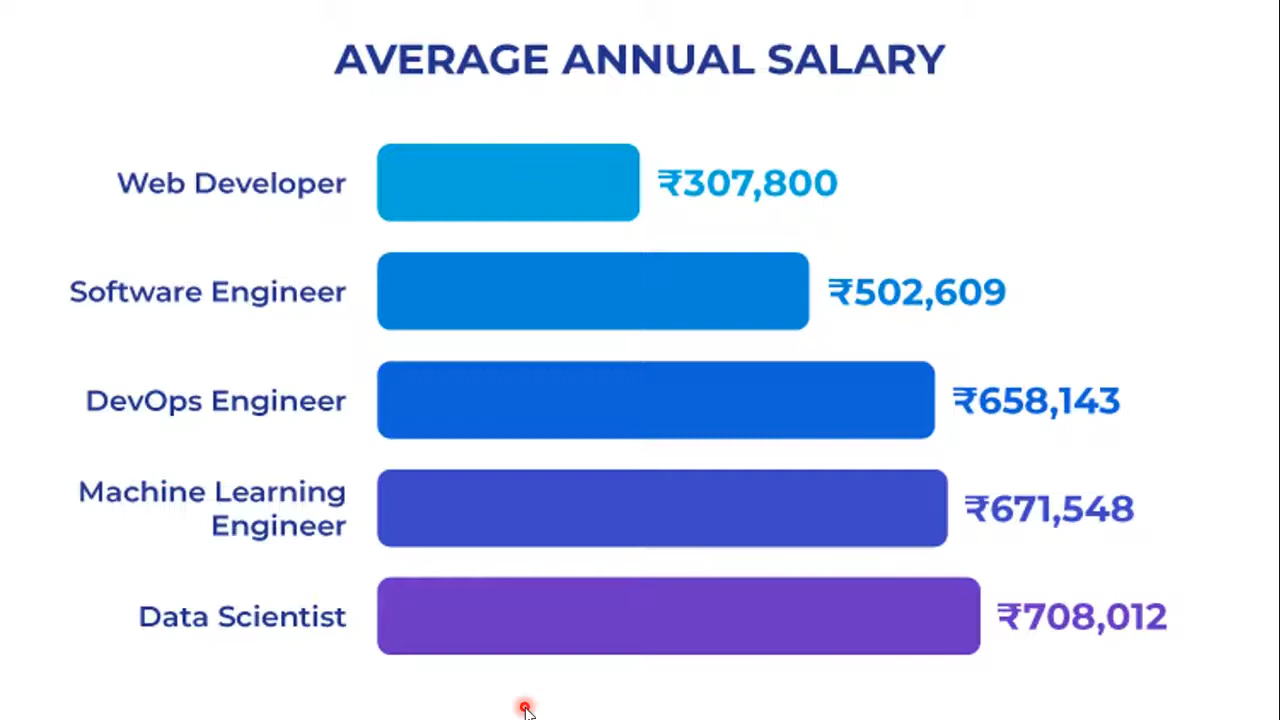 AVERAGE ANNUAL SALARY
Web Developer ₹307,800
Software Engineer ₹502,609
DevOps Engineer ₹658,143
Machine Learning
Engineer ₹671,548
Data Scientist ₹708,012